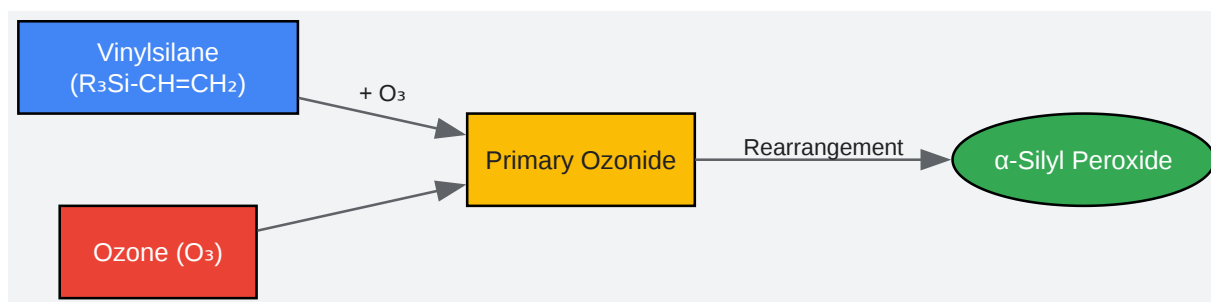 Vinylsilane
(R₃Si-CH=CH₂)
+ O₃
Primary Ozonide
Rearrangement
α-Silyl Peroxide
Ozone (O₃)